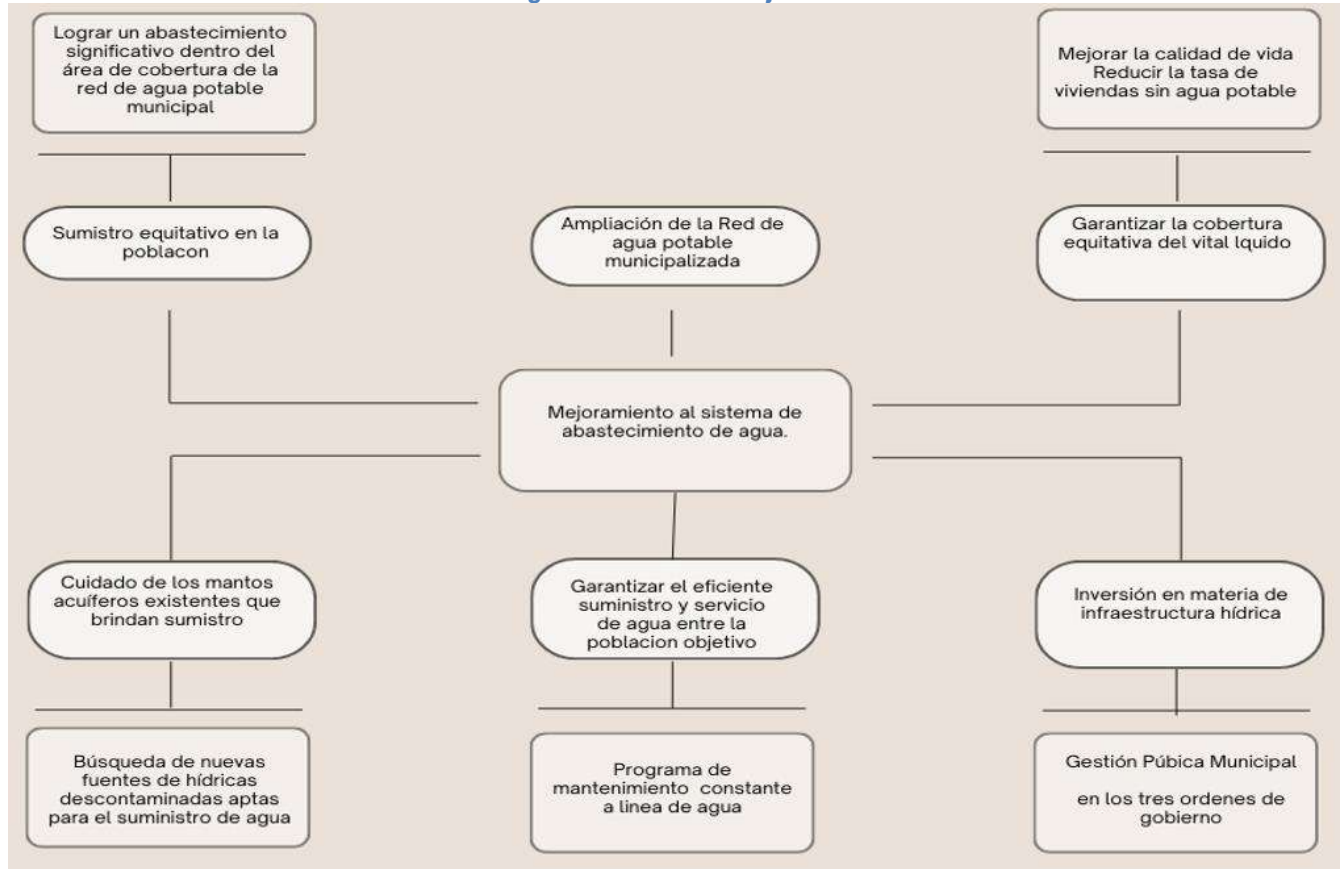 Lograr un abastecimiento
significativo dentro del
área de cobertura de la
red de agua potable
municipal
Mejorar la calidad de vida
Reducir la tasa de
viviendas sin agua potable
Sumistro equitativo en la
poblacon
Ampliación de la Red de
agua potable
municipalizada
Garantizar la cobertura
equitativa del vital lquido
Mejoramiento al sistema de
abastecimiento de agua.
Cuidado de los mantos
acuíferos existentes que
brindan sumistro
Garantizar el eficiente
suministro y servicio
de agua entre la
poblacion objetivo
Inversión en materia de
infraestructura hídrica
Búsqueda de nuevas
fuentes de hídricas
descontaminadas aptas
para el suministro de agua
Programa de
mantenimiento constante
a linea de agua
Gestión Púbica Municipal
en los tres ordenes de
gobierno